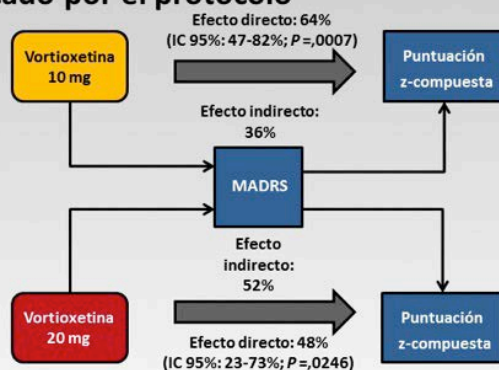 ado por el protocolo
Efecto directo: 64%
(IC 95%: 47-82%; P =,0007)
Vortioxetina
10 mg
Puntuación
z-compuesta
Efecto indirecto:
36%
MADRS
Efecto
indirecto:
52%
Vortioxetina
20 mg
Puntuación
z-compuesta
Efecto directo: 48%
(IC 95%: 23-73%; P =,0246)